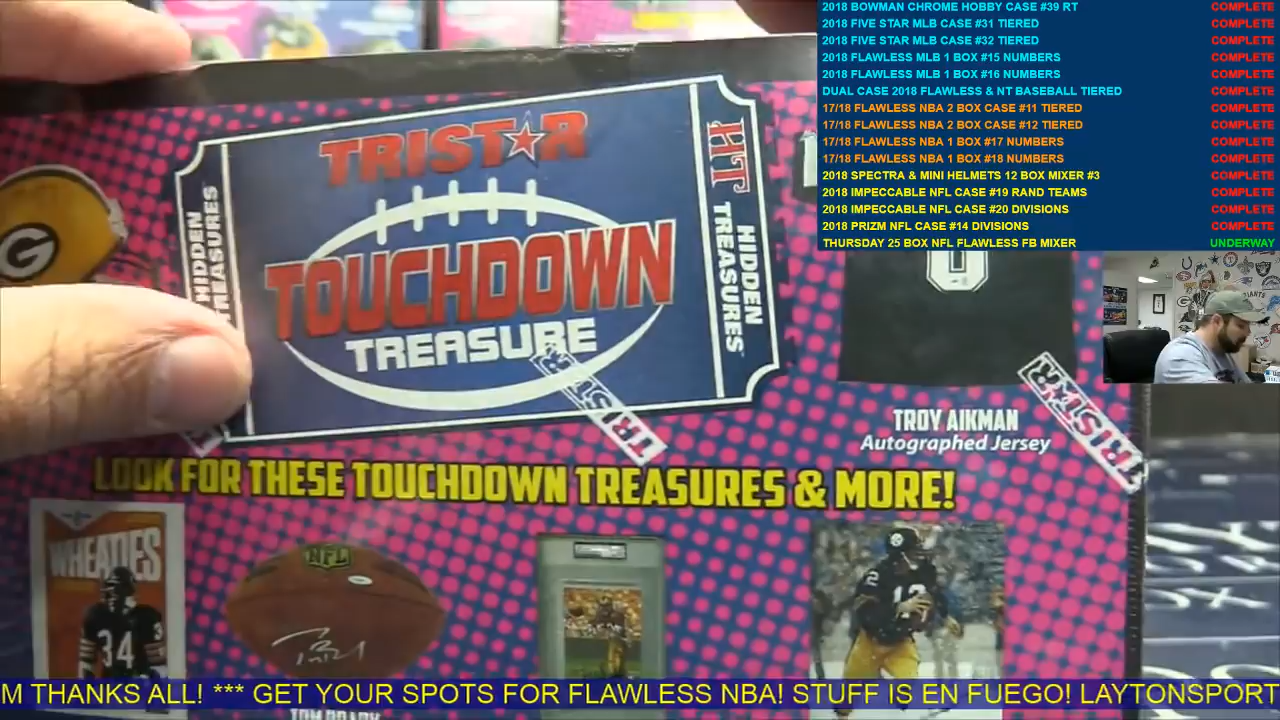 2018 BOWMAN CHROME HOBBY CASE #39 RT COMPLETE
2018 FIVE STAR MLB CASE #31 TIERED COMPLETE
2018 FIVE STAR MLB CASE #32 TIERED COMPLETE
2018 FLAWLESS MLB 1 BOX #15 NUMBERS COMPLETE
2018 FLAWLESS MLB 1 BOX #16 NUMBERS COMPLETE
DUAL CASE 2018 FLAWLESS & NT BASEBALL TIERED COMPLETE
17/18 FLAWLESS NBA 2 BOX CASE #11 TIERED COMPLETE
17/18 FLAWLESS NBA 2 BOX CASE #12 TIERED COMPLETE
17/18 FLAWLESS NBA 1 BOX #17 NUMBERS COMPLETE
17/18 FLAWLESS NBA 1 BOX #18 NUMBERS COMPLETE
2018 SPECTRA & MINI HELMETS 12 BOX MIXER #3 COMPLETE
2018 IMPECCABLE NFL CASE #19 RAND TEAMS COMPLETE
2018 IMPECCABLE NFL CASE #20 DIVISIONS COMPLETE
2018 PRIZM NFL CASE #14 DIVISIONS COMPLETE
THURSDAY 25 BOX NFL FLAWLESS FB MIXER UNDERWAY
TRISTAR
HIDDEN TREASURES
TOUCHDOWN
TREASURE
HT HIDDEN TREASURES
G
TRISTAR
TROY AIKMAN
Autographed Jersey
LOOK FOR THESE TOUCHDOWN TREASURES & MORE!
WHEATIES
34
NFL
12
M THANKS ALL! *** GET YOUR SPOTS FOR FLAWLESS NBA! STUFF IS EN FUEGO! LAYTONSPORT
TOM BRADY